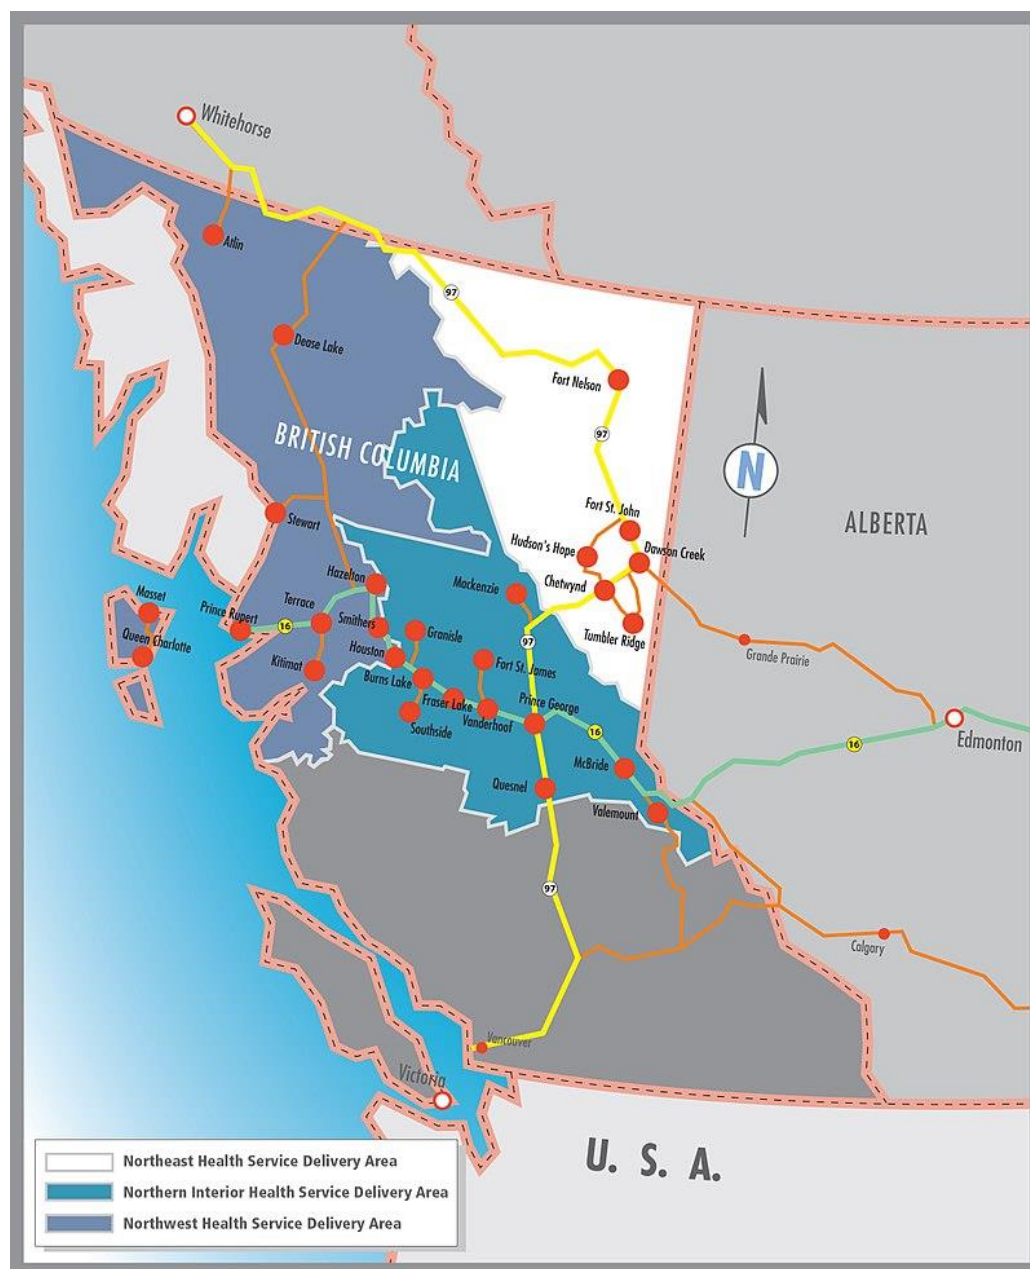 Whitehorse
Atlin
97
Dease Lake
Fort Nelson
97
BRITISH COLUMBIA
N
ALBERTA
Stewart
Fort St. John
Hudson's Hope
Dawson Creek
Hazelton
Mackenzie
Chetwynd
Masset
Prince Rupert
16
Terrace
Smithers
Granisle
97
Tumbler Ridge
Queen Charlotte
Kitimat
Houston
Fort St. James
Grande Prairie
Burns Lake
Fraser Lake
Vanderhoof
Prince George
Southside
16
16
Edmonton
McBride
Quesnel
Valemount
97
Calgary
Vancouver
Victoria
U. S. A.
Northeast Health Service Delivery Area
Northern Interior Health Service Delivery Area
Northwest Health Service Delivery Area